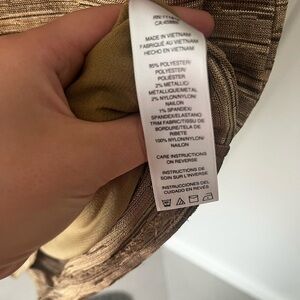 MADE IN VIETNAM
FABRIQUÉ AU VIETNAM
HECHO EN VIETNAM
95% POLYESTER/
POLYESTER/
POLIÉSTER
2% METALLIC/
METALLIQUE/METAL
2% NYLON/NYLON/
NAILON
1% SPANDEX/
SPANDEX/ELASTANO
TRIM FABRIC/TISSU DE
BORDURE/TELA DE
RIBETE
100% NYLON/NYLON/
NAILON
CARE INSTRUCTIONS
ON REVERSE
INSTRUCTIONS DE
SOIN SUR L'INVERSE
INSTRUCCIONES DEL
CUIDADO EN REVÉS